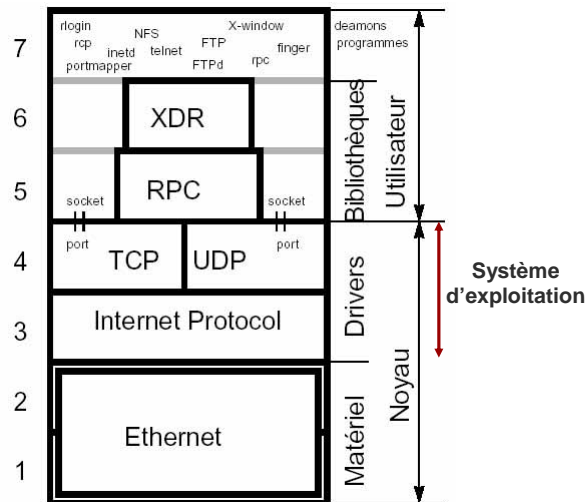 7
rlogin
NFS
X-window
deamons
rcp
inetd
telnet
FTP
finger
programmes
portmapper
FTPd
rpc
6
XDR
5
RPC
socket
socket
Bibliothèques
Utilisateur
4
port
port
TCP
UDP
3
Internet Protocol
Drivers
Système
d'exploitation
2
1
Ethernet
Matériel
Noyau